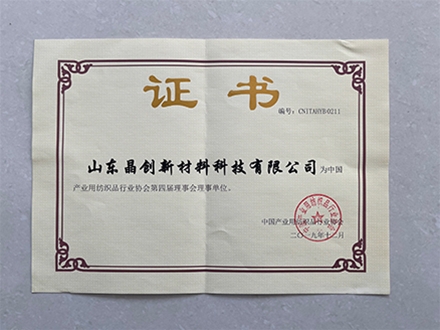 证书
编号：CNITAHYB0211
山东晶创新材料科技有限公司为中国
产业用纺织品行业协会第四届理事会理事单位。
中国产业用纺织品行业协会
二〇一九年十二月